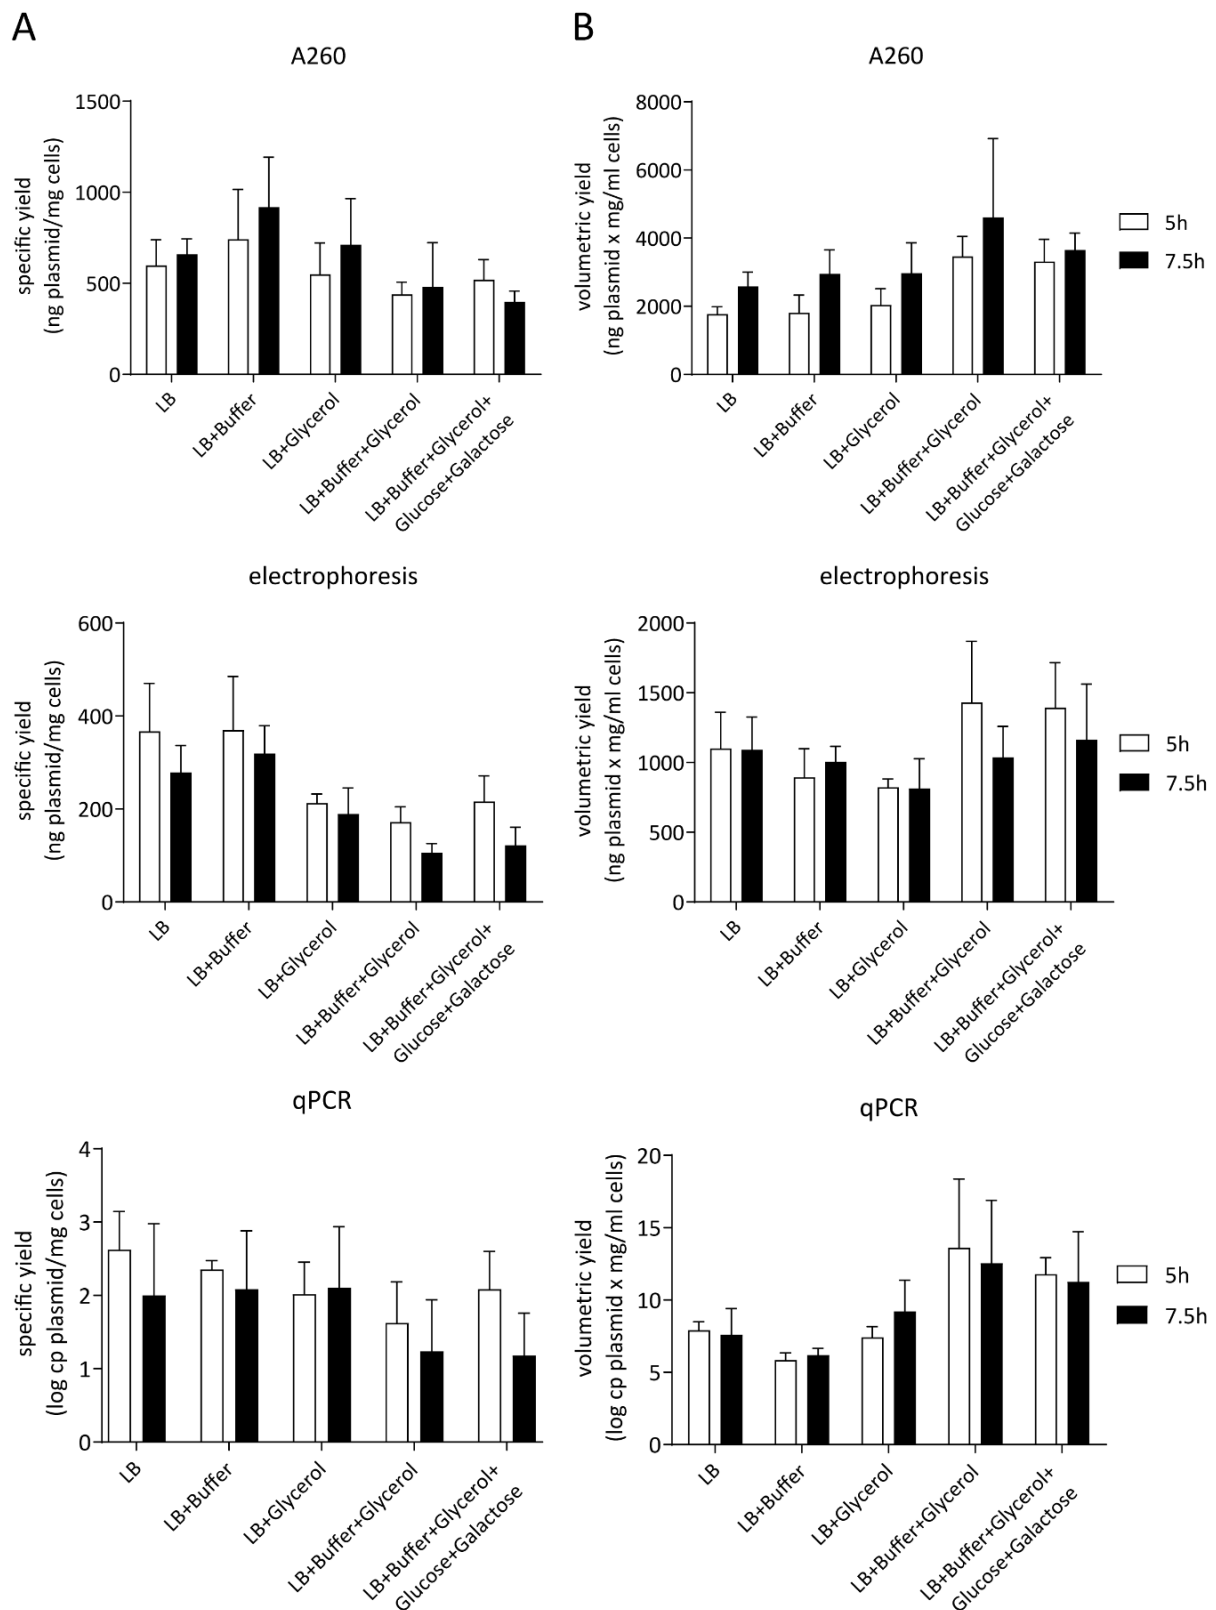 A
B
A260
specific yield
(ng plasmid/mg cells)
1500
1000
500
0
LB
LB+Buffer
LB+Glycerol
LB+Buffer+Glycerol
LB+Buffer+Glycerol+
Glucose+Galactose
A260
volumetric yield
(ng plasmid x mg/ml cells)
8000
6000
4000
2000
0
LB
LB+Buffer
LB+Glycerol
LB+Buffer+Glycerol
LB+Buffer+Glycerol+
Glucose+Galactose
5h
7.5h
electrophoresis
specific yield
(ng plasmid/mg cells)
600
400
200
0
LB
LB+Buffer
LB+Glycerol
LB+Buffer+Glycerol
LB+Buffer+Glycerol+
Glucose+Galactose
electrophoresis
volumetric yield
(ng plasmid x mg/ml cells)
2000
1500
1000
500
0
LB
LB+Buffer
LB+Glycerol
LB+Buffer+Glycerol
LB+Buffer+Glycerol+
Glucose+Galactose
5h
7.5h
qPCR
specific yield
(log cp plasmid/mg cells)
4
3
2
1
0
LB
LB+Buffer
LB+Glycerol
LB+Buffer+Glycerol
LB+Buffer+Glycerol+
Glucose+Galactose
qPCR
volumetric yield
(log cp plasmid x mg/ml cells)
20
15
10
5
0
LB
LB+Buffer
LB+Glycerol
LB+Buffer+Glycerol
LB+Buffer+Glycerol+
Glucose+Galactose
5h
7.5h